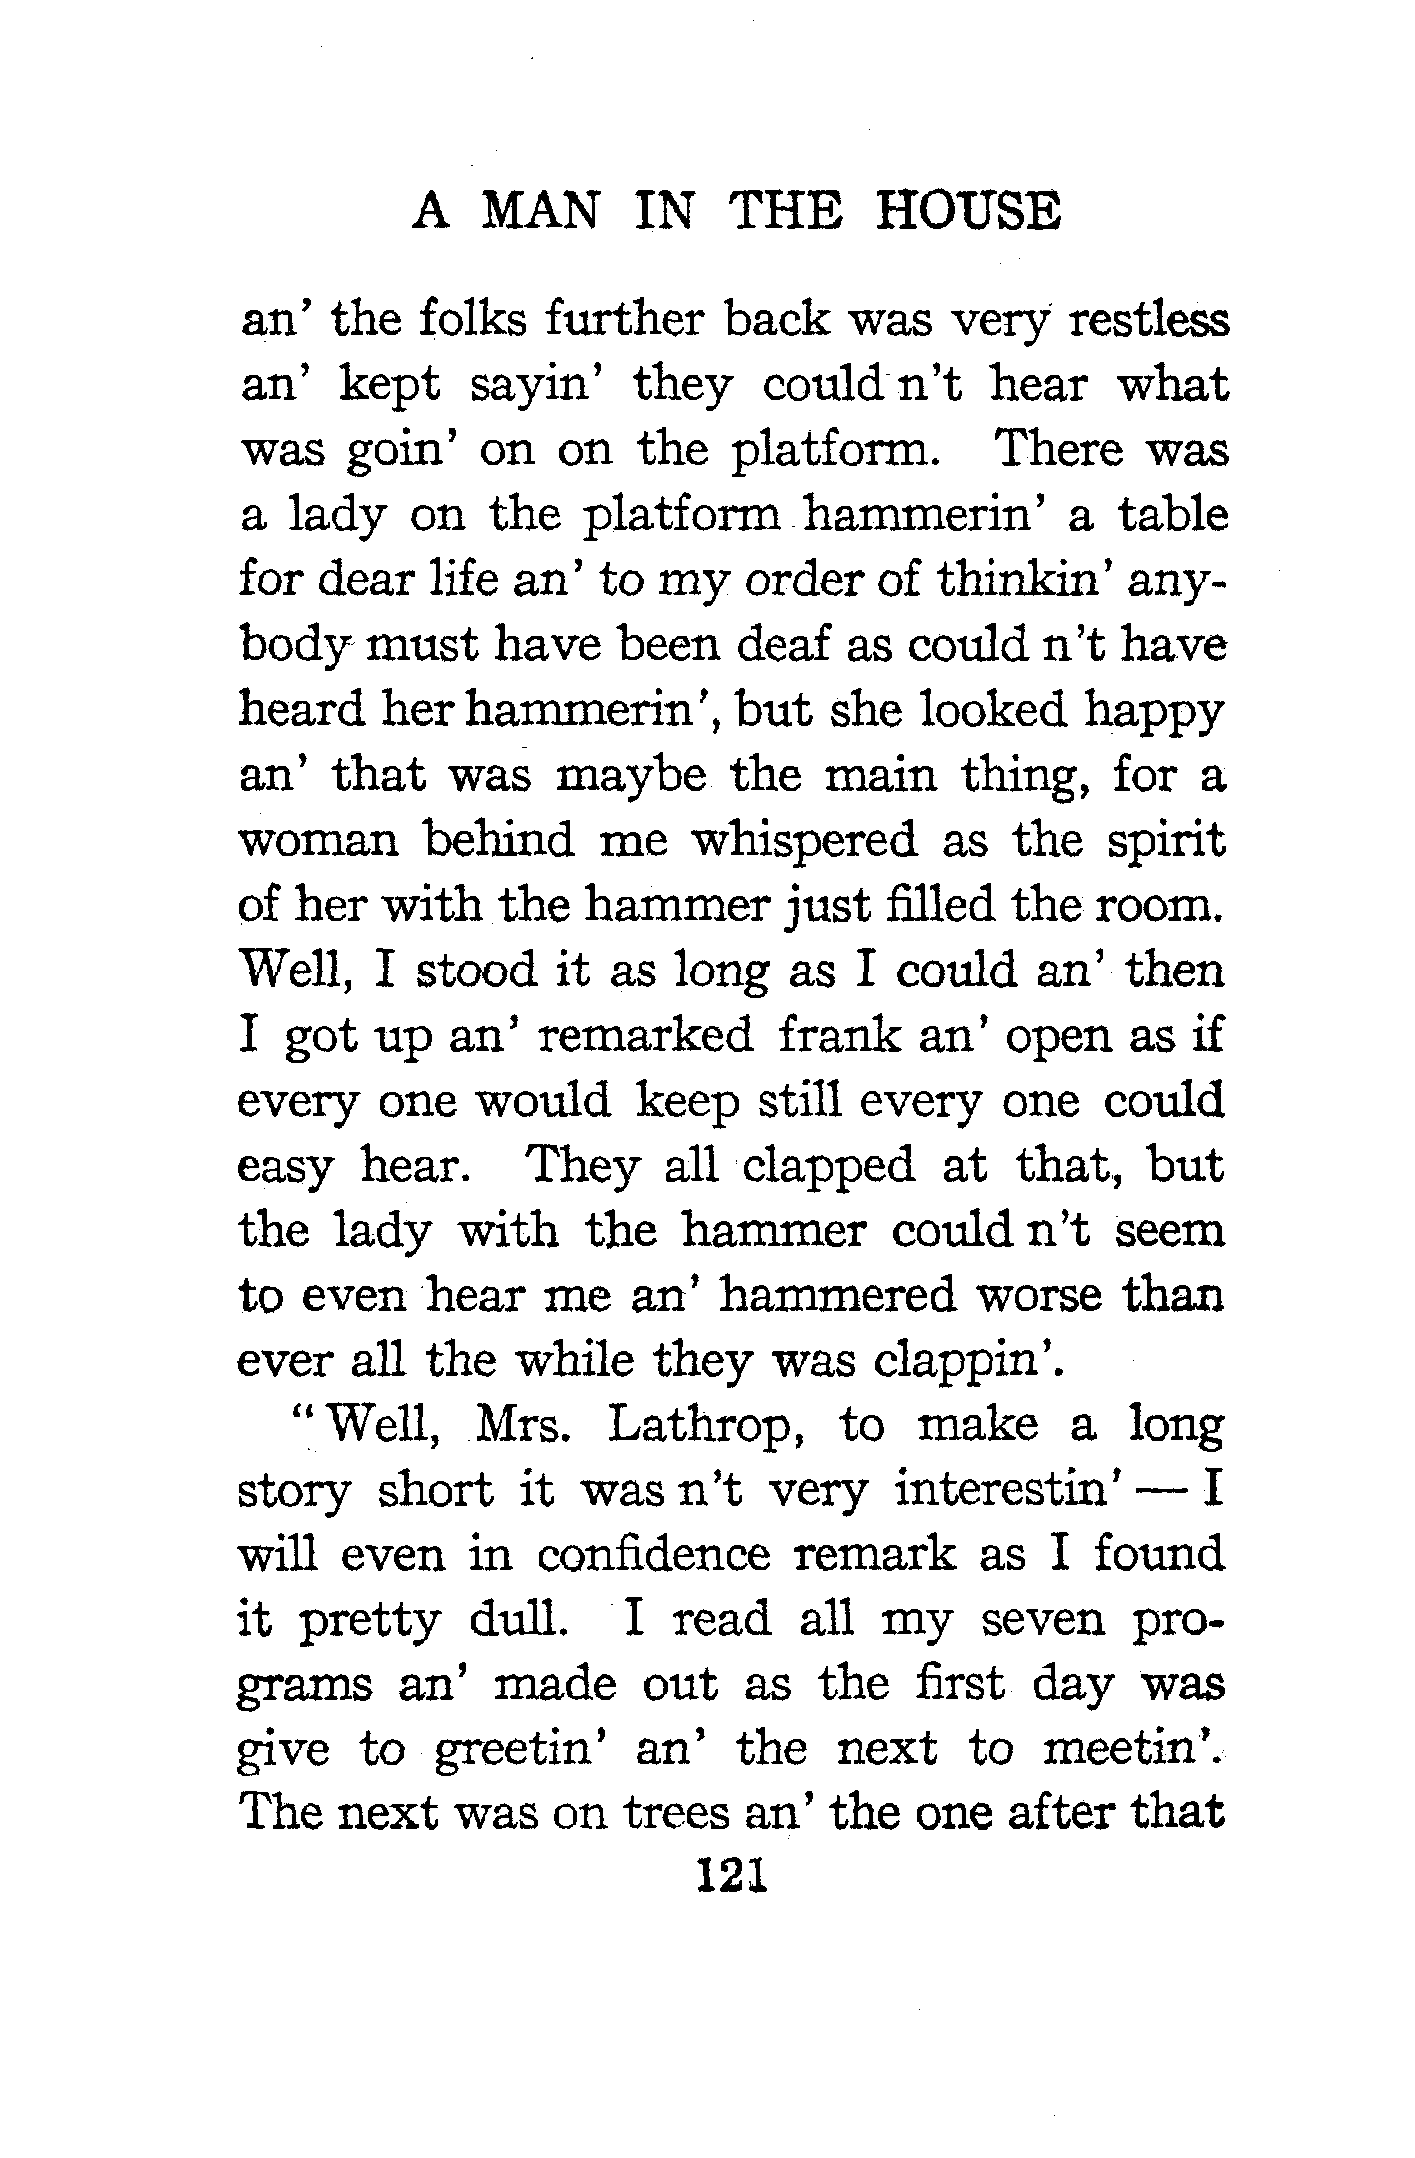 A MAN IN THE HOUSE
an' the folks further back was very restless
an' kept sayin' they could n't hear what
was goin' on on the platform. There was
a lady on the platform hammerin' a table
for dear life an' to my order of thinkin' any-
body must have been deaf as could n't have
heard her hammerin', but she looked happy
an' that was maybe the main thing, for a
woman behind me whispered as the spirit
of her with the hammer just filled the room.
Well, I stood it as long as I could an' then
I got up an' remarked frank an' open as if
every one would keep still every one could
easy hear. They all clapped at that, but
the lady with the hammer could n't seem
to even hear me an' hammered worse than
ever all the while they was clappin'.
"Well, Mrs. Lathrop, to make a long
story short it was n't very interestin' — I
will even in confidence remark as I found
it pretty dull. I read all my seven pro-
grams an' made out as the first day was
give to greetin' an' the next to meetin'.
The next was on trees an' the one after that
121